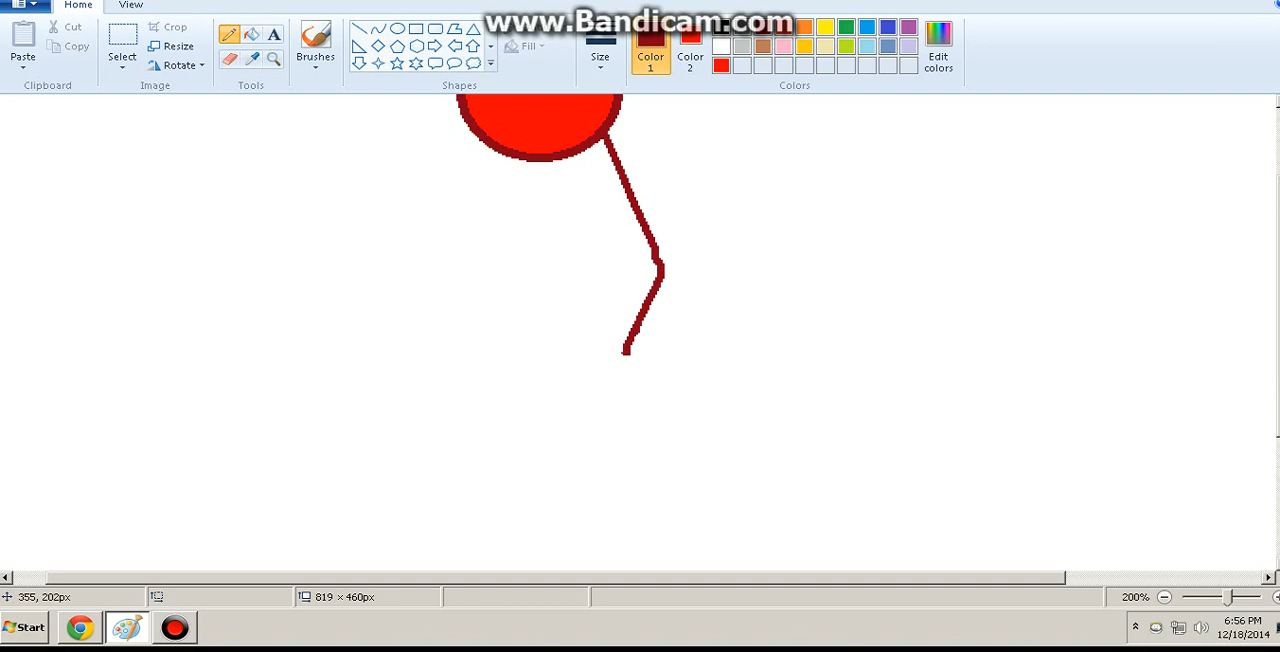 Home View
www.Bandicam.com
Cut
Copy
Paste
Crop
Resize
Rotate
Select
A
Brushes
Fill
Size
Color 1
Color 2
Edit colors
Clipboard Image Tools Shapes Colors
355, 202px
819 × 460px
200%
Start
6:56 PM
12/18/2014